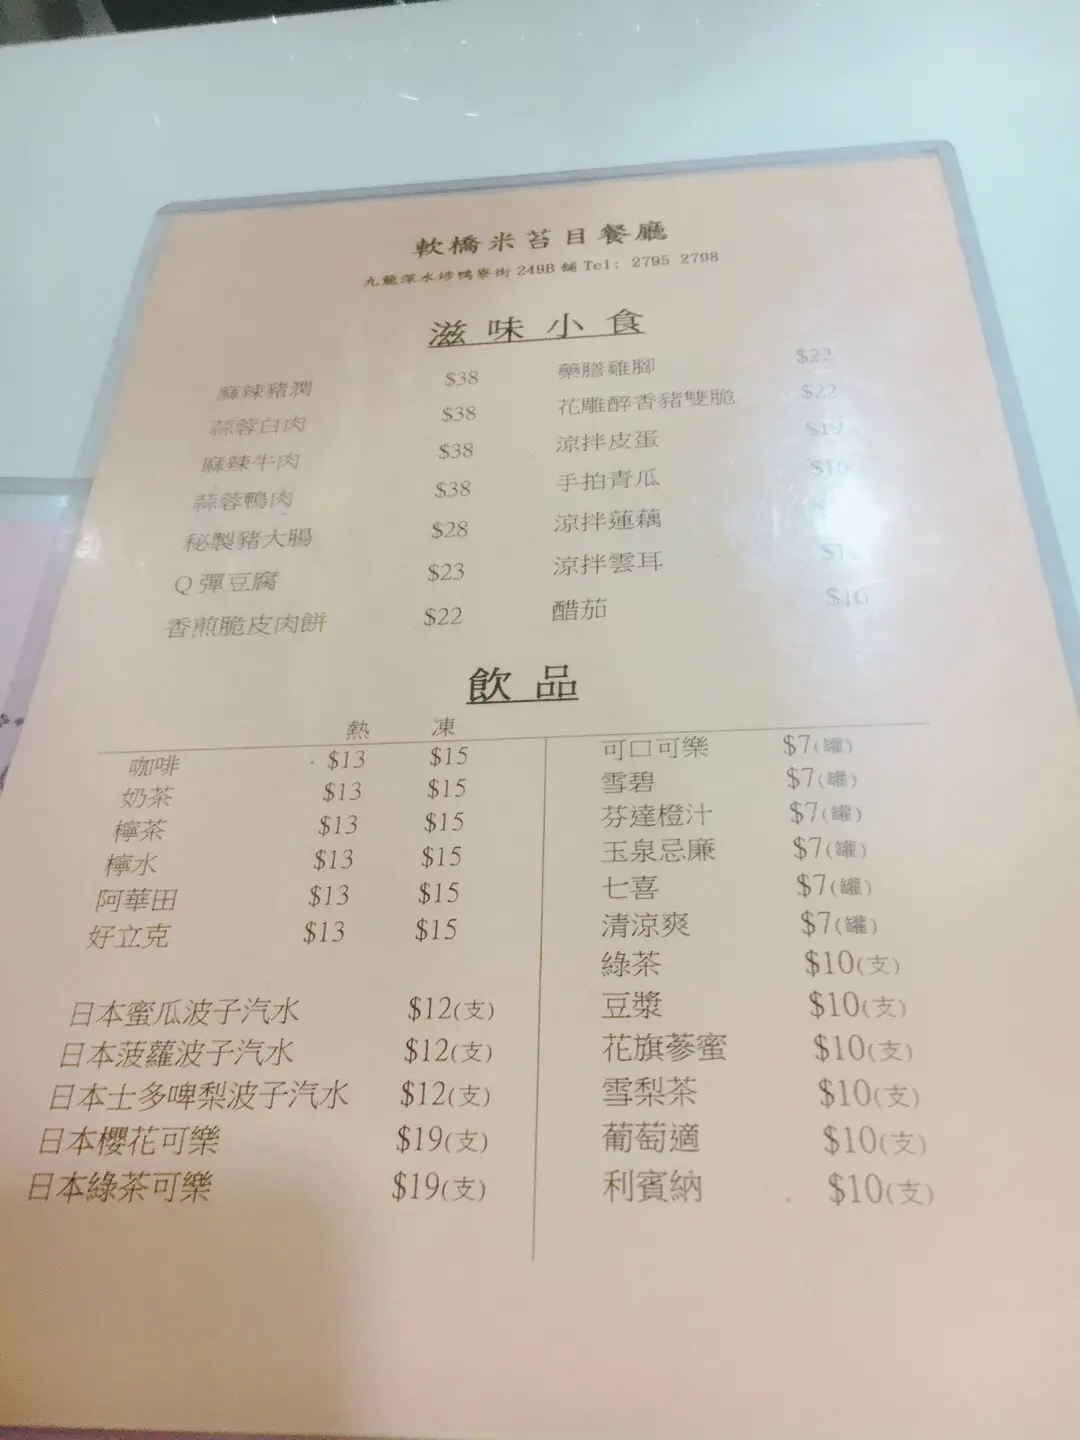 軟橋米苔目餐廳
九龍深水埗鴨寮街 249B 舖 Tel: 2795 2798
滋味小食
麻辣豬潤 $38 藥膳雞腳 $22
蒜蓉白肉 $38 花雕醉香豬雙脆 $22
麻辣牛肉 $38 涼拌皮蛋 $19
蒜蓉鴨肉 $38 手拍青瓜 $16
秘製豬大腸 $28 涼拌蓮藕
Q 彈豆腐 $23 涼拌雲耳
香煎脆皮肉餅 $22 醋茄 $16
飲品
熱 凍
咖啡 $13 $15 可口可樂 $7(罐)
奶茶 $13 $15 雪碧 $7(罐)
檸茶 $13 $15 芬達橙汁 $7(罐)
檸水 $13 $15 玉泉忌廉 $7(罐)
阿華田 $13 $15 七喜 $7(罐)
好立克 $13 $15 清涼爽 $7(罐)
綠茶 $10(支)
日本蜜瓜波子汽水 $12(支) 豆漿 $10(支)
日本菠蘿波子汽水 $12(支) 花旗蔘蜜 $10(支)
日本士多啤梨波子汽水 $12(支) 雪梨茶 $10(支)
日本櫻花可樂 $19(支) 葡萄適 $10(支)
日本綠茶可樂 $19(支) 利賓納 $10(支)